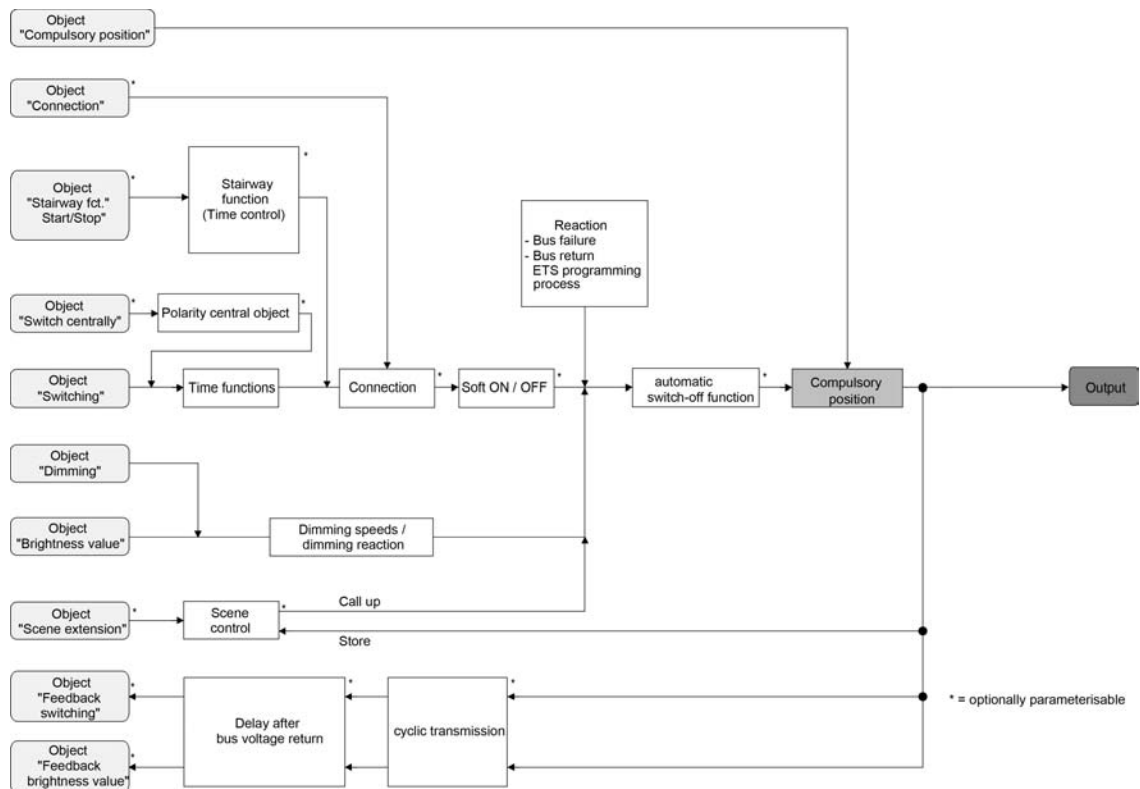 Object
"Compulsory position"
Object
"Connection"
*
Object
"Stairway fct."
Start/Stop"
*
Stairway
function
(Time control)
*
Reaction
- Bus failure
- Bus return
ETS programming
process
Object
"Switch centrally"
*
Polarity central object
*
Object
"Switching"
Time functions
Connection
*
Soft ON / OFF
*
automatic
switch-off function
*
Compulsory
position
Output
Object
"Dimming"
Object
"Brightness value"
Dimming speeds /
dimming reaction
Object
"Scene extension"
*
Scene
control
*
Call up
Store
Object
"Feedback
switching"
*
Delay after
bus voltage return
*
cyclic transmission
*
* = optionally parameterisable
Object
"Feedback
brightness value"
*